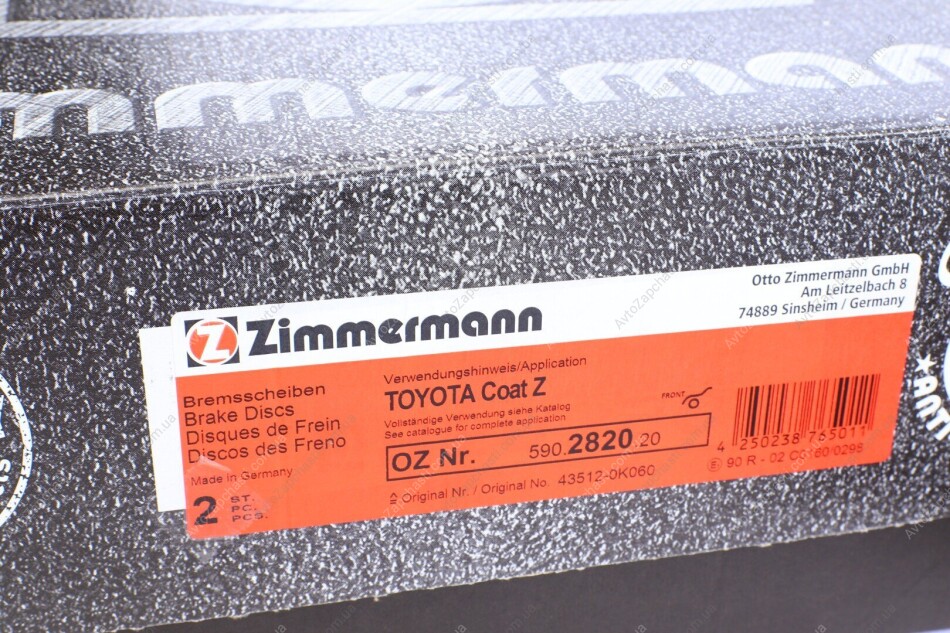 mmermann
Zimmermann
Otto Zimmermann GmbH
Am Leitzelbach 8
74889 Sinsheim / Germany
Bremsscheiben
Brake Discs
Disques de Frein
Discos des Freno
Made in Germany
2 ST.
PC.
PCS.
Verwendungshinweis/Application
TOYOTA Coat Z
Vollständige Verwendung siehe Katalog
See catalogue for complete application
FRONT
OZ Nr. 590.2820.20
≙ Original Nr. / Original No. 43512-0K060
4 250238 765011
E 90 R - 02 C0160/0298